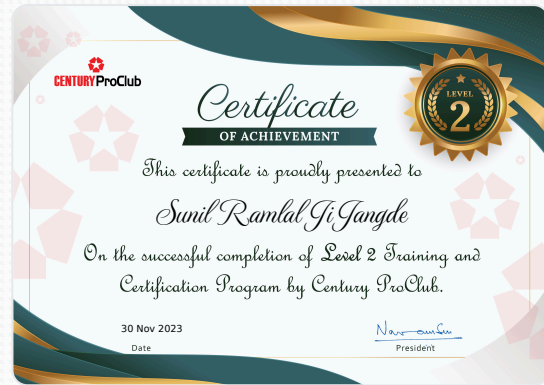 CENTURY ProClub
LEVEL
2
Certificate
OF ACHIEVEMENT
This certificate is proudly presented to
Sunil Ramlal Ji Jangde
On the successful completion of Level 2 Training and
Certification Program by Century ProClub.
30 Nov 2023
Date
President